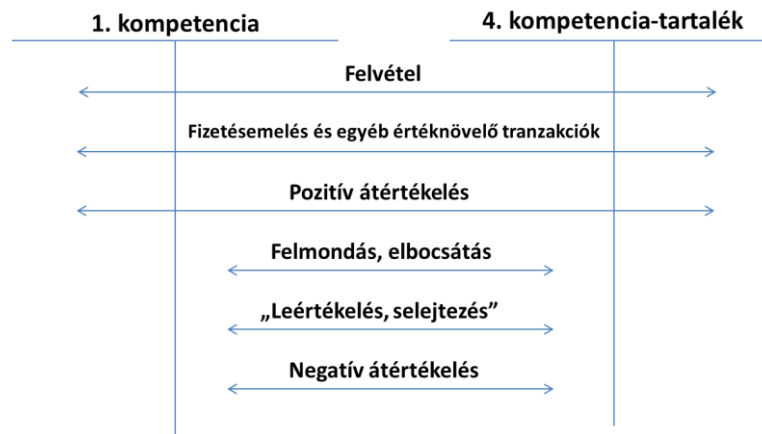 1. kompetencia
4. kompetencia-tartalék
Felvétel
Fizetésemelés és egyéb értéknövelő tranzakciók
Pozitív átértékelés
Felmondás, elbocsátás
„Leértékelés, selejtezés”
Negatív átértékelés